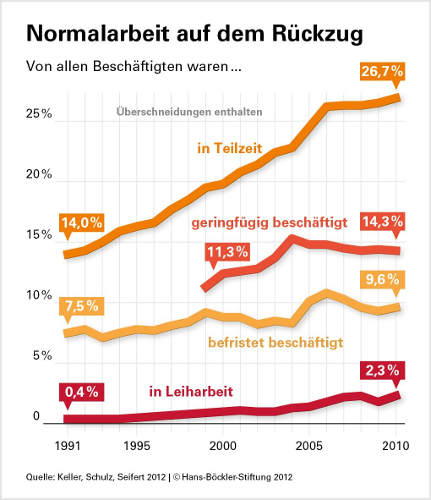 Normalarbeit auf dem Rückzug
Von allen Beschäftigten waren ...
26,7 %
25 %
Überschneidungen enthalten
in Teilzeit
20 %
14,0 %
geringfügig beschäftigt
14,3 %
15 %
11,3 %
9,6 %
10 %
7,5 %
befristet beschäftigt
5 %
2,3 %
0,4 %
in Leiharbeit
0
1991
1995
2000
2005
2010
Quelle: Keller, Schulz, Seifert 2012 | © Hans-Böckler-Stiftung 2012